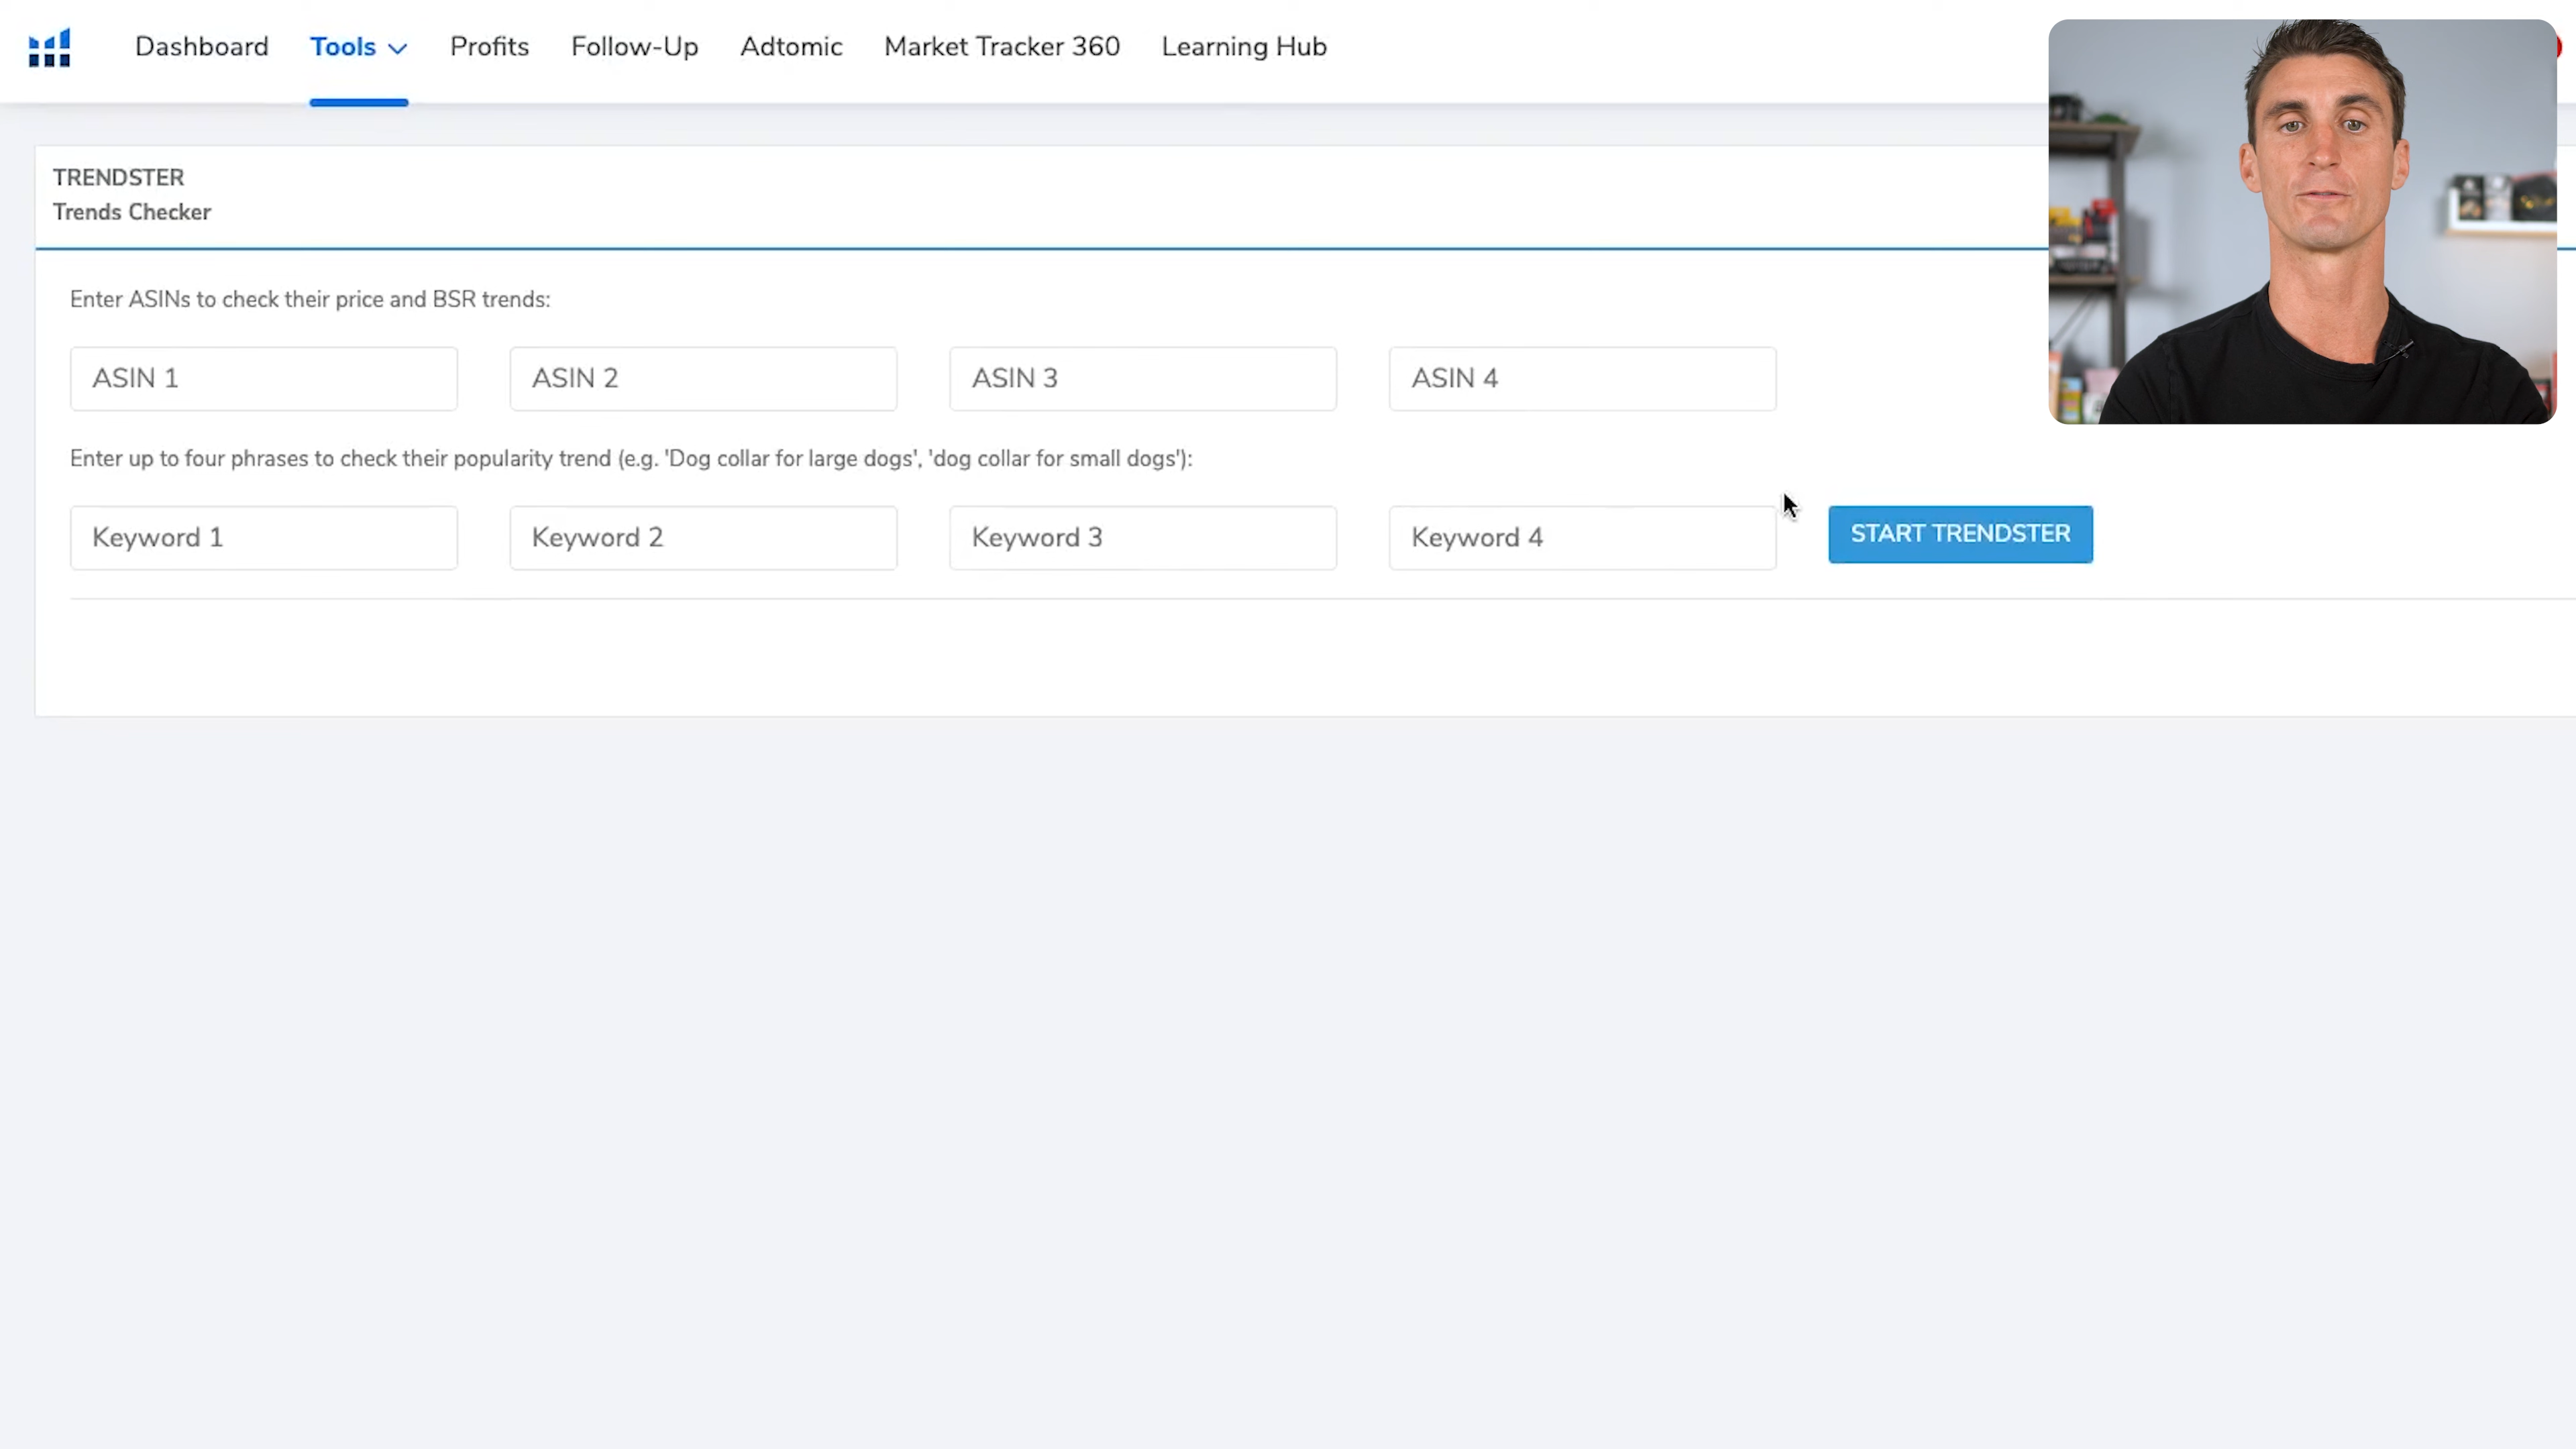 Dashboard Tools Profits Follow-Up Adtomic Market Tracker 360 Learning Hub
TRENDSTER
Trends Checker
Enter ASINs to check their price and BSR trends:
ASIN 1 ASIN 2 ASIN 3 ASIN 4
Enter up to four phrases to check their popularity trend (e.g. 'Dog collar for large dogs', 'dog collar for small dogs'):
Keyword 1 Keyword 2 Keyword 3 Keyword 4 START TRENDSTER